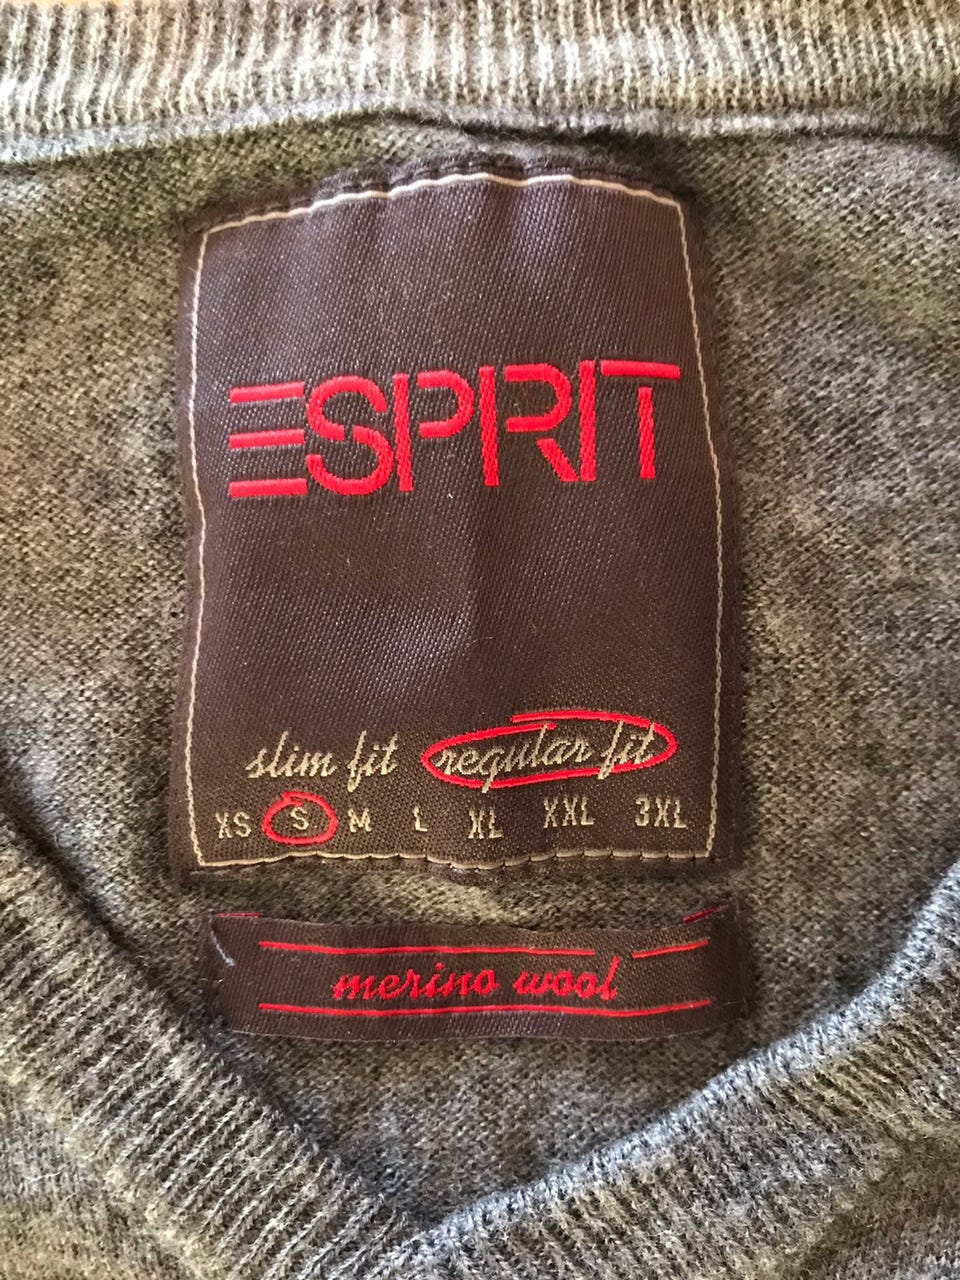 ESPRIT
slim fit regular fit
XS S M L XL XXL 3XL
merino wool